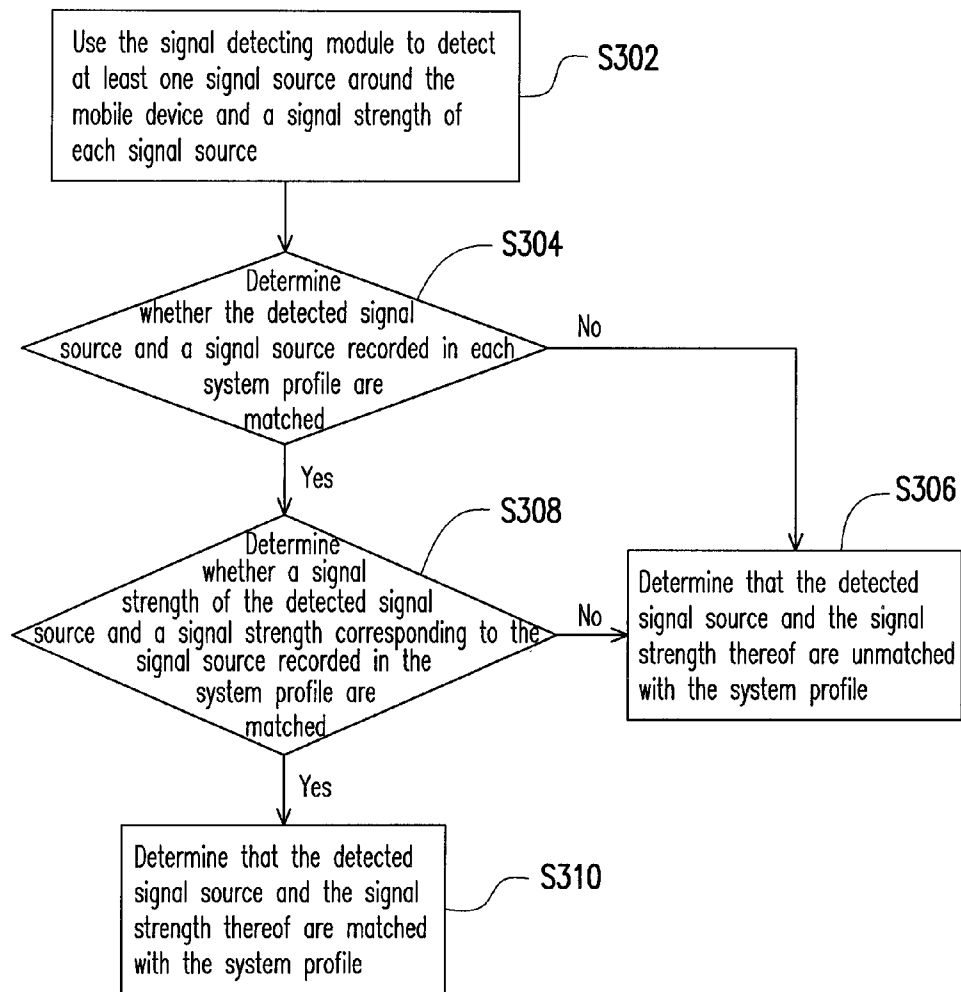 Use the signal detecting module to detect
at least one signal source around the
mobile device and a signal strength of
each signal source
S302
S304
Determine
whether the detected signal
source and a signal source recorded in each
system profile are
matched
No
Yes
S308
Determine
whether a signal
strength of the detected signal
source and a signal strength corresponding to the
signal source recorded in the
system profile are
matched
No
S306
Determine that the detected
signal source and the signal
strength thereof are unmatched
with the system profile
Yes
Determine that the detected
signal source and the signal
strength thereof are matched
with the system profile
S310